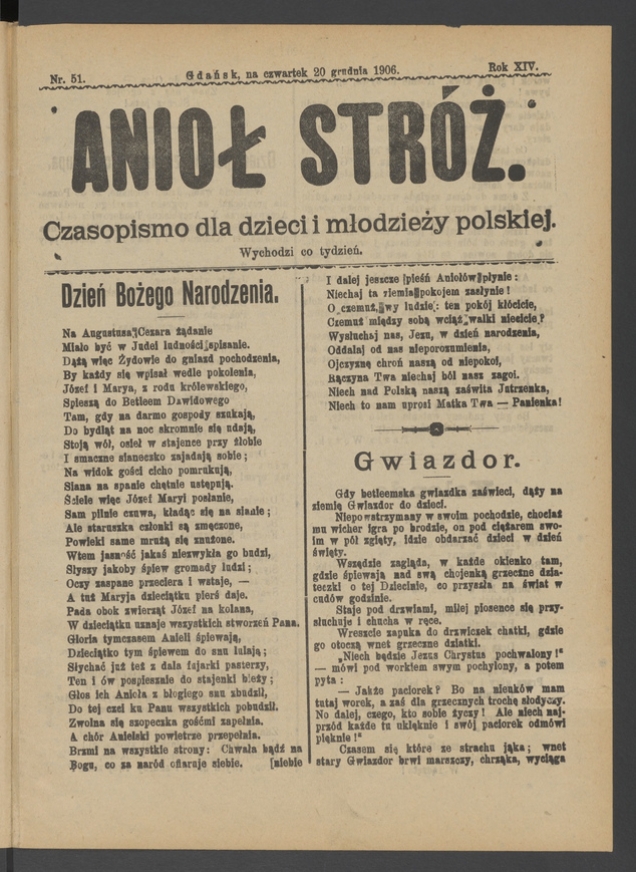 Nr. 51.
Gdańsk, na czwartek 20 grudnia 1906.
Rok XIV.
ANIOŁ STRÓŻ.
Czasopismo dla dzieci i młodzieży polskiej.
Wychodzi co tydzień.
Dzień Bożego Narodzenia.
Na Augustusa Cezara żądanie
Miało być w Judei ludności spisanie.
Dążą więc Żydowie do gniazd pochodzenia,
By każdy się wpisał wedle pokolenia,
Józef i Marya, z rodu królewskiego,
Spieszą do Betleem Dawidowego
Tam, gdy na darmo gospody szukają,
Do bydląt na noc skromnie się udają,
Stoją wół, osieł w stajence przy żłobie
I smaczne sianeczko zajadają sobie;
Na widok gości cicho pomrukują,
Siana na spanie chętnie ustępują.
Ściele więc Józef Maryi posłanie,
Sam pilnie czuwa, kładąc się na sianie;
Ale staruszka członki są zmęczone,
Powieki same mrużą się znużone.
Wtem jasność jakaś niezwykła go budzi,
Słyszy jakoby śpiew gromady ludzi;
Oczy zaspane przeciera i wstaje, —
A tuż Maryja dzieciątku pierś daje.
Pada obok zwierząt Józef na kolana,
W dzieciątku uznaje wszystkich stworzeń Pana.
Gloria tymczasem Anieli śpiewają,
Dzieciątko tym śpiewem do snu lulają;
Słychać już też z dala fujarki pasterzy,
Ten i ów pospiesznie do stajenki bieży;
Głos ich Anioła z błogiego snu zbudził,
Do tej czci ku Panu wszystkich pobudził.
Zwolna się szopeczka gośćmi zapełnia,
A chór Anielski powietrze przepełnia.
Brzmi na wszystkie strony: Chwała bądź na
Bogu, co za naród ofiaruje siebie. [niebie
I dalej jeszcze pieśń Aniołów płynie:
Niechaj ta ziemia pokojem zasłynie!
O czemuż, wy ludzie: ten pokój kłócicie,
Czemuż między sobą wciąż walki niecicie?
Wysłuchaj nas, Jezu, w dzień narodzenia,
Oddalaj od nas nieporozumienia,
Ojczyznę chroń naszą od niepokoi,
Rączyna Twa niechaj ból nasz zagoi.
Niech nad Polską naszą zaświta Jutrzenka,
Niech to nam uprosi Matka Twa — Panienka!
Gwiazdor.
Gdy betleemska gwiazdka zaświeci, dąży na
ziemię Gwiazdor do dzieci.
Niepowstrzymany w swoim pochodzie, chociaż
mu wicher igra po brodzie, on pod ciężarem swo-
im w pół zgięty, idzie obdarzać dzieci w dzień
święty.
Wszędzie zagląda, w każde okienko tam,
gdzie śpiewają nad swą chojenką grzeczne dzia-
teczki o tej Dziecinie, co przyszła na świat w
cudów godzinie.
Staje pod drzwiami, miłej piosence się przy-
słuchuje i chucha w ręce.
Wreszcie zapuka do drzwiczek chatki, gdzie
go otoczą wnet grzeczne dziatki.
„Niech będzie Jezus Chrystus pochwalony!"
— mówi pod workiem swym pochylony, a potem
pyta:
— Jakże paciorek? Bo na nienków mam
tutaj worek, a zaś dla grzecznych trochę słodyczy.
No dalej, czego, kto sobie życzy! Ale niech naj-
przód każde tu uklęknie i swój paciorek odmówi
pięknie!"
Czasem się które ze strachu jąka; wnet
stary Gwiazdor brwi marszczy, chrząka, wyciąga